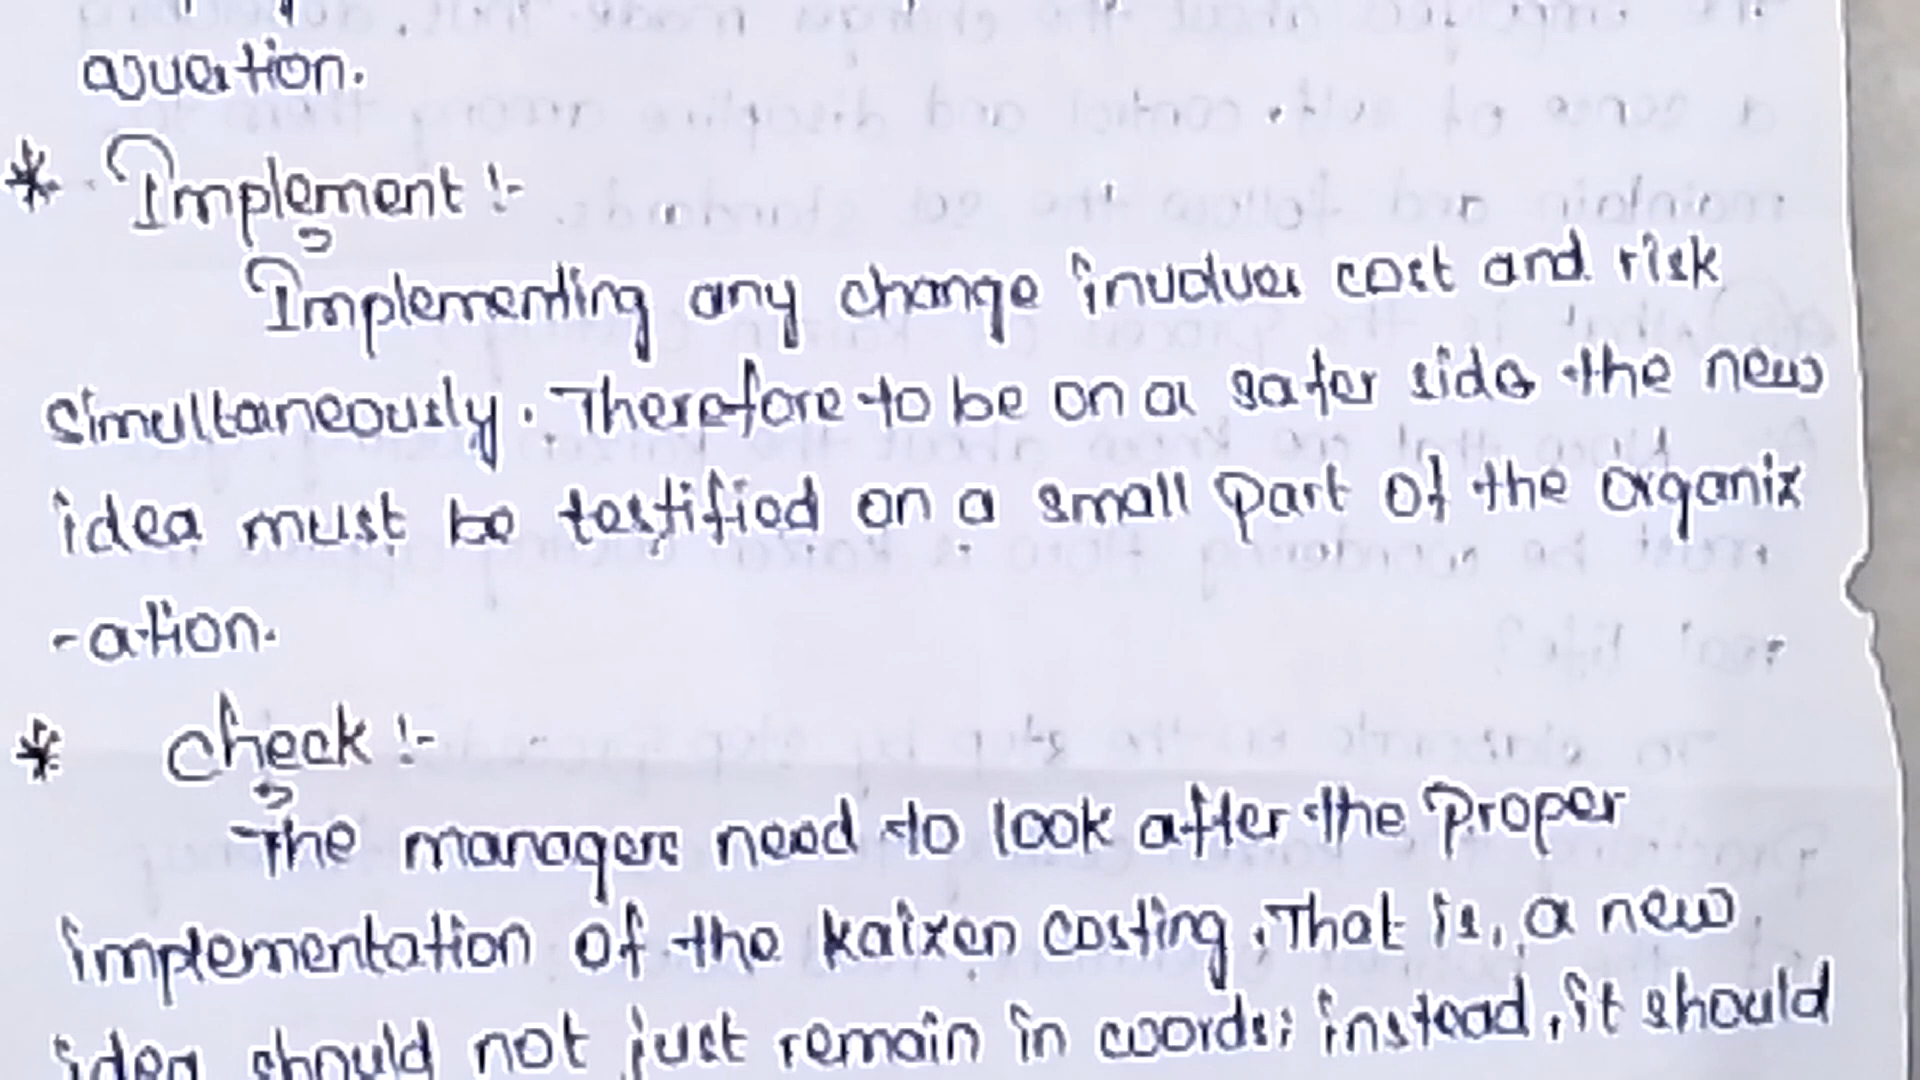 * Implement :-
Implementing any change involves cost and risk
simultaneously. Therefore to be on a safer side the new
idea must be testified on a small part of the organiz
-ation.
* Check :-
The managers need to look after the proper
implementation of the kaizen costing. That is, a new
idea should not just remain in words; instead, it should